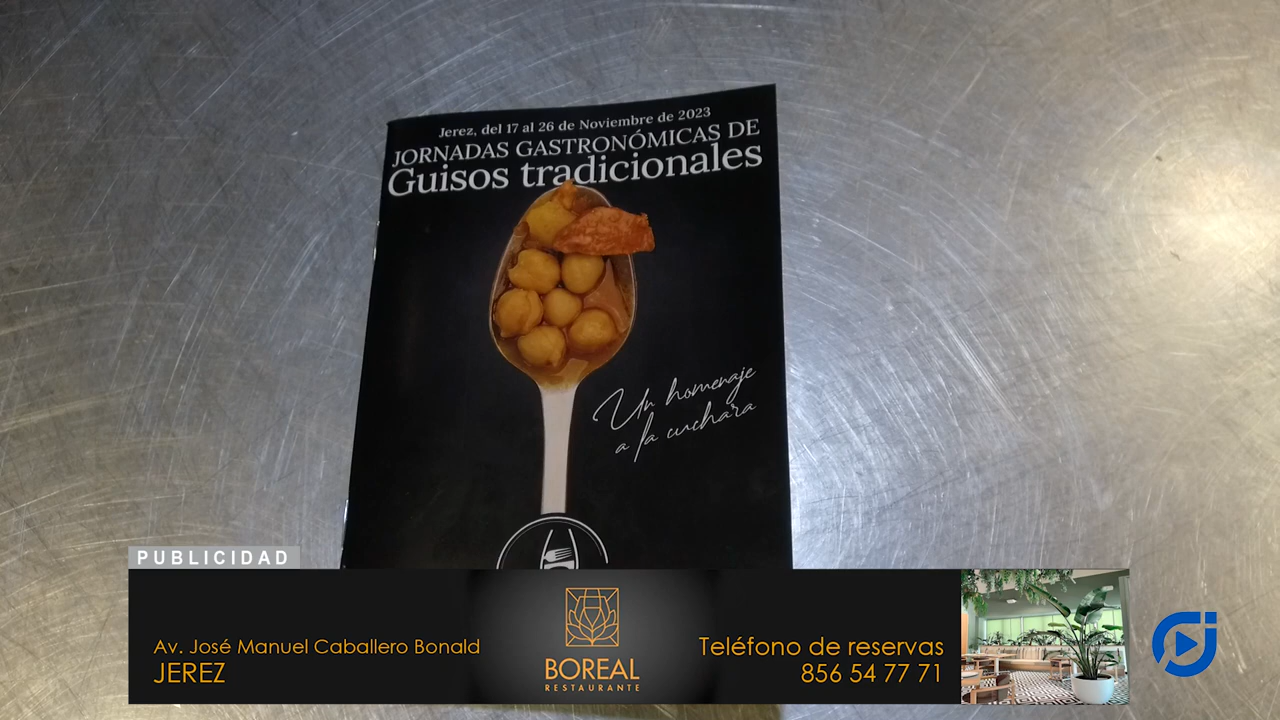 Jerez, del 17 al 26 de Noviembre de 2023
JORNADAS GASTRONÓMICAS DE
Guisos tradicionales
Un homenaje
a la cuchara
PUBLICIDAD
Av. José Manuel Caballero Bonald
JEREZ
BOREAL
RESTAURANTE
Teléfono de reservas
856 54 77 71